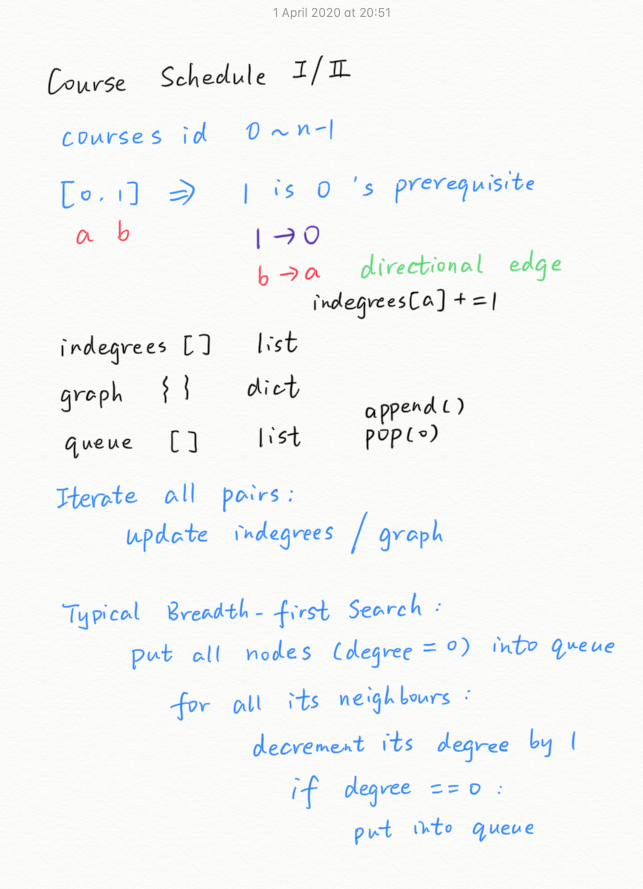 1 April 2020 at 20:51
Course Schedule I/II
courses id 0 ~ n-1
[0, 1] ⇒ 1 is 0 's prerequisite
a b 1 → 0
b → a directional edge
indegrees[a] += 1
indegrees [] list
graph { } dict
append()
queue [] list pop(0)
Iterate all pairs:
update indegrees / graph
Typical Breadth-first Search:
put all nodes (degree = 0) into queue
for all its neighbours:
decrement its degree by 1
if degree == 0:
put into queue